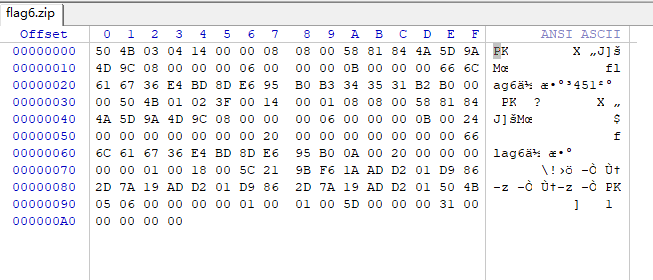 flag6.zip
Offset 0 1 2 3 4 5 6 7 8 9 A B C D E F ANSI ASCII
00000000 50 4B 03 04 14 00 00 08 08 00 58 81 84 4A 5D 9A PK X „J]š
00000010 4D 9C 08 00 00 00 06 00 00 00 0B 00 00 00 66 6C Mœ fl
00000020 61 67 36 E4 BD 8D E6 95 B0 B3 34 35 31 B2 B0 00 ag6ä½ æ•°³451²°
00000030 00 50 4B 01 02 3F 00 14 00 01 08 08 00 58 81 84 PK ? X „
00000040 4A 5D 9A 4D 9C 08 00 00 00 06 00 00 00 0B 00 24 J]šMœ $
00000050 00 00 00 00 00 00 00 20 00 00 00 00 00 00 00 66 f
00000060 6C 61 67 36 E4 BD 8D E6 95 B0 0A 00 20 00 00 00 lag6ä½ æ•°
00000070 00 00 01 00 18 00 5C 21 9B F6 1A AD D2 01 D9 86 \!›ö -Ò Ù†
00000080 2D 7A 19 AD D2 01 D9 86 2D 7A 19 AD D2 01 50 4B -z -Ò Ù†-z -Ò PK
00000090 05 06 00 00 00 00 01 00 01 00 5D 00 00 00 31 00 ] 1
000000A0 00 00 00 00